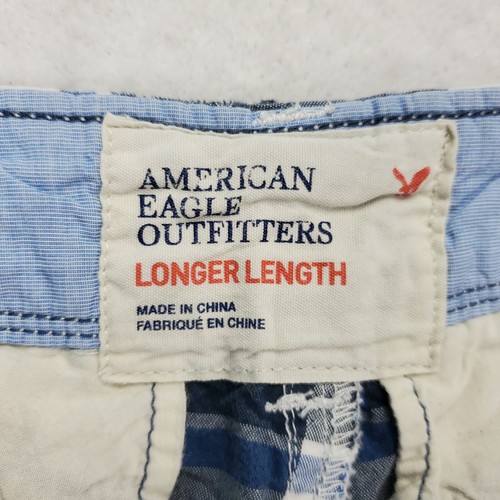 AMERICAN
EAGLE
OUTFITTERS
LONGER LENGTH
MADE IN CHINA
FABRIQUÉ EN CHINE